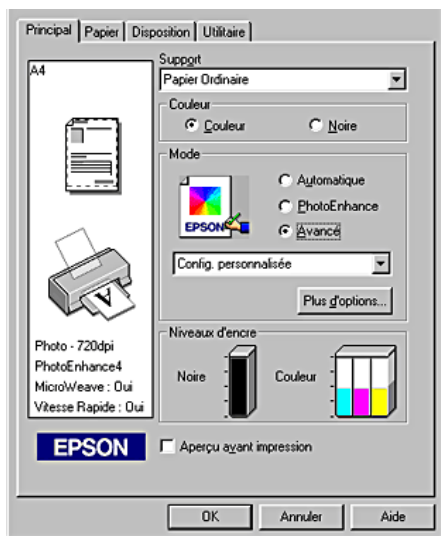 Principal Papier Disposition Utilitaire
A4
Support
Papier Ordinaire
Couleur
Couleur Noire
Mode
EPSON
Automatique
PhotoEnhance
Avancé
Config. personnalisée
Plus d'options...
Photo - 720dpi
PhotoEnhance4
MicroWeave : Oui
Vitesse Rapide : Oui
Niveaux d'encre
Noire Couleur
EPSON
Aperçu avant impression
OK Annuler Aide